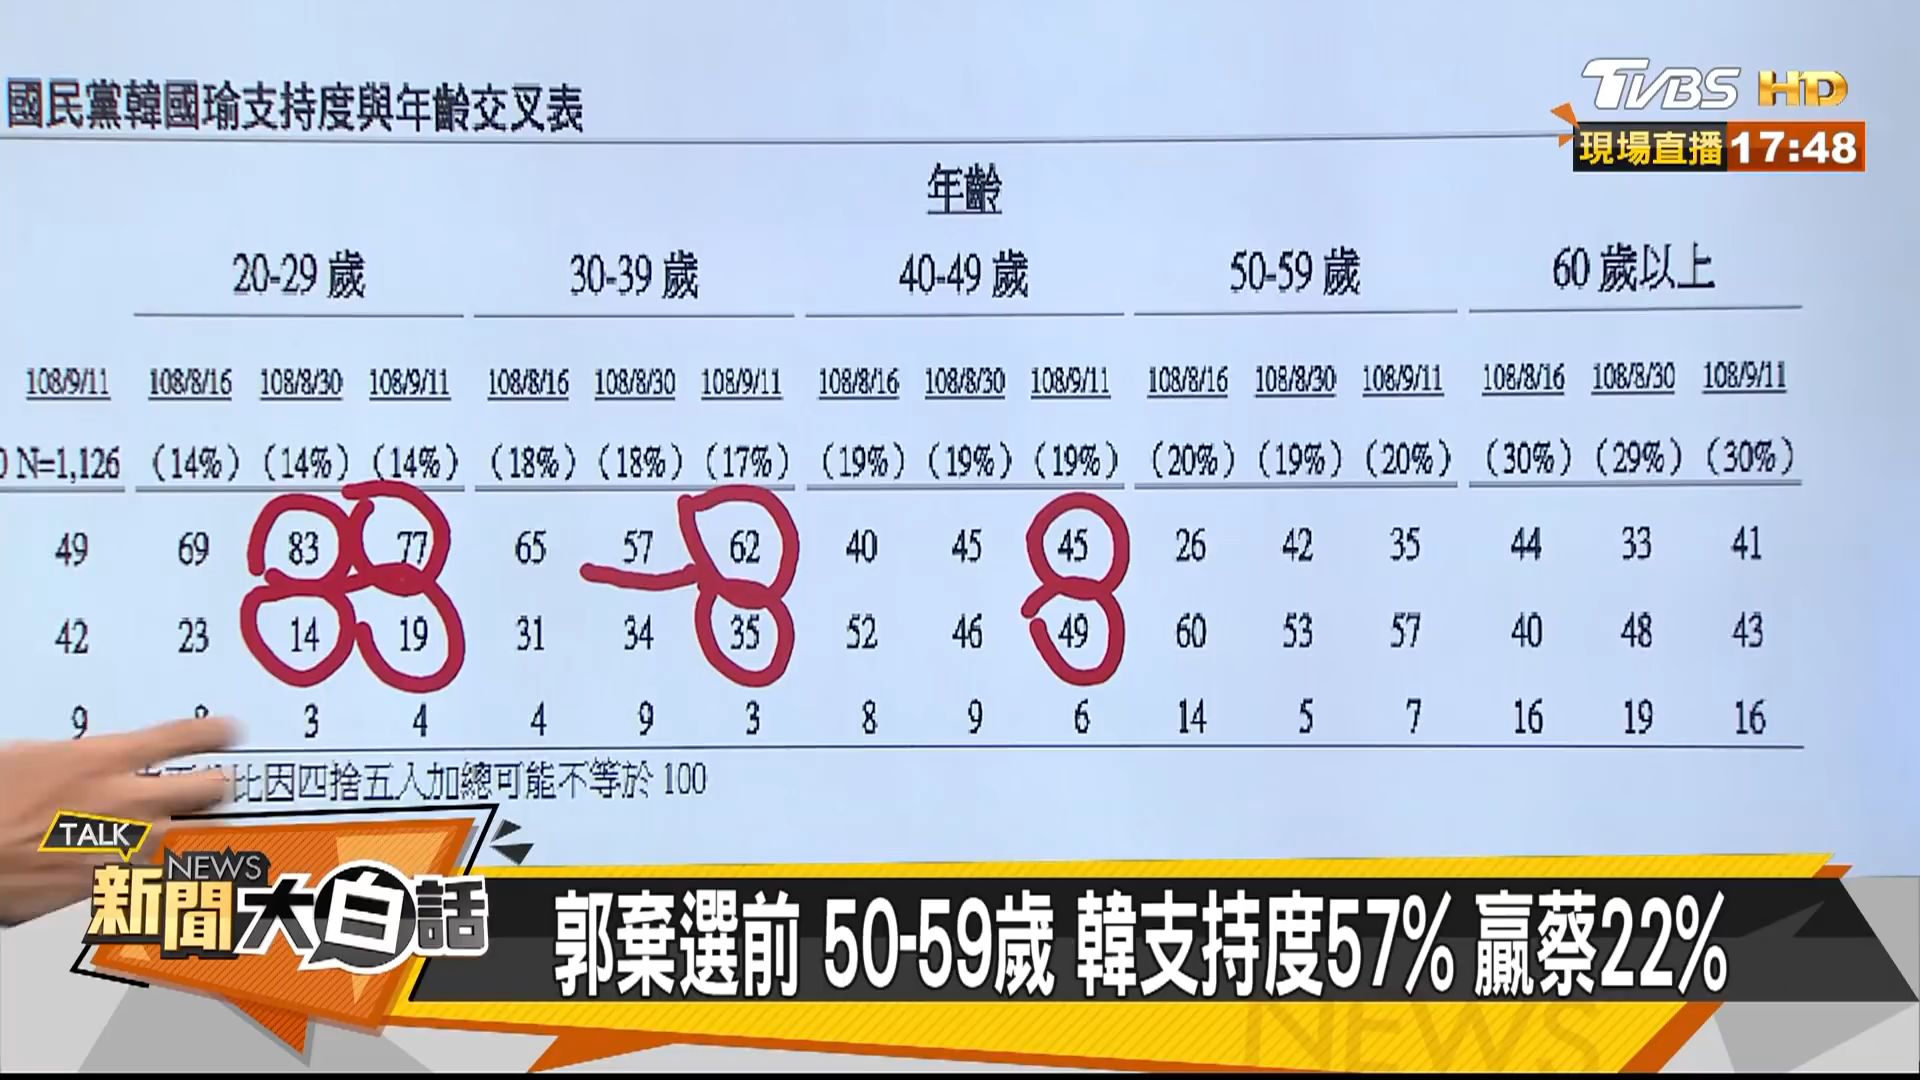 TVBS HD
現場直播 17:48
國民黨韓國瑜支持度與年齡交叉表
年齡
20-29 歲 30-39 歲 40-49 歲 50-59 歲 60 歲以上
108/9/11 108/8/16 108/8/30 108/9/11 108/8/16 108/8/30 108/9/11 108/8/16 108/8/30 108/9/11 108/8/16 108/8/30 108/9/11 108/8/16 108/8/30 108/9/11
N=1,126 (14%) (14%) (14%) (18%) (18%) (17%) (19%) (19%) (19%) (20%) (19%) (20%) (30%) (29%) (30%)
49 69 83 77 65 57 62 40 45 45 26 42 35 44 33 41
42 23 14 19 31 34 35 52 46 49 60 53 57 40 48 43
9 3 4 4 9 3 8 9 6 14 5 7 16 19 16
比因四捨五入加總可能不等於 100
TALK
NEWS
新聞大白話
郭棄選前 50-59歲 韓支持度57% 贏蔡22%
NEWS